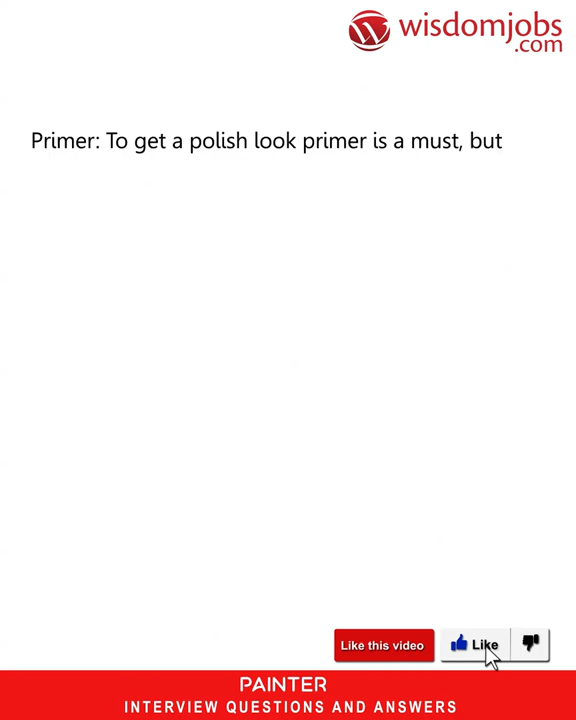 wisdomjobs
.com
Primer: To get a polish look primer is a must, but
Like this video
Like
PAINTER
INTERVIEW QUESTIONS AND ANSWERS